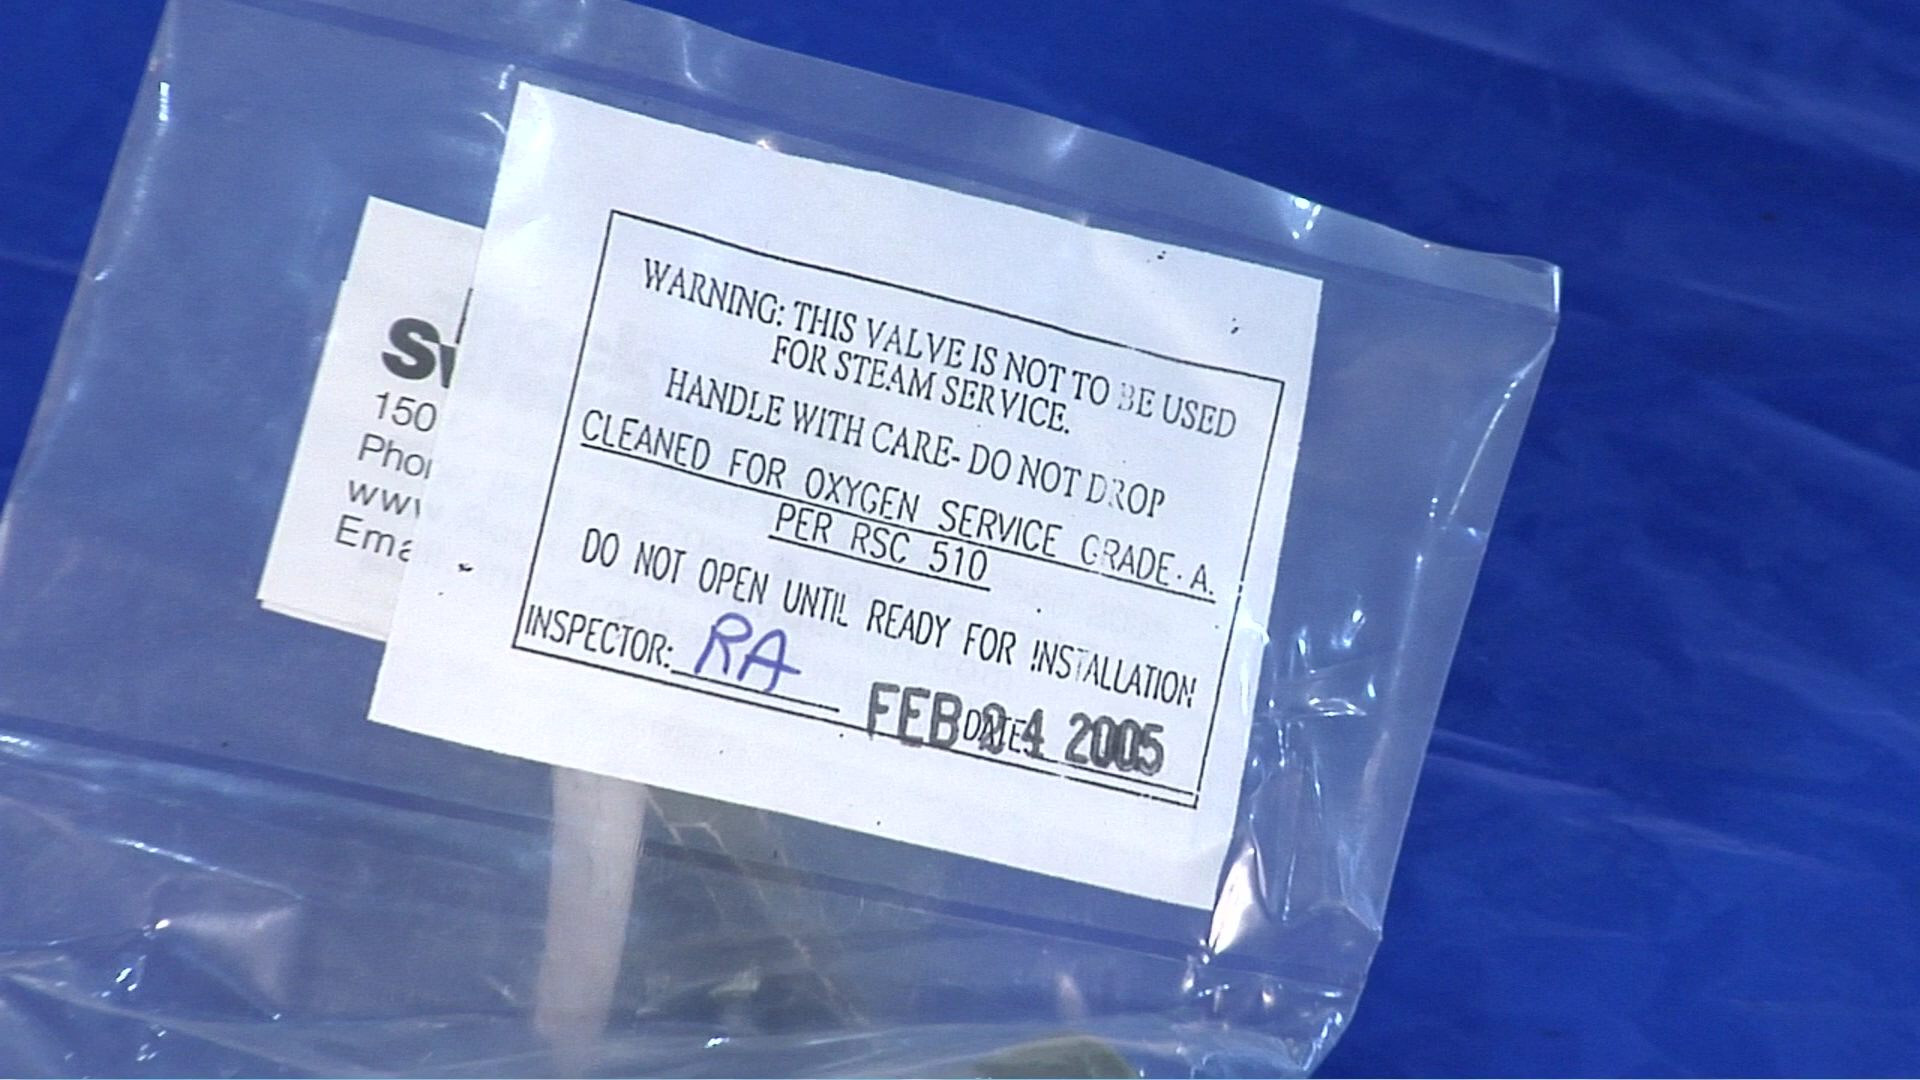 WARNING: THIS VALVE IS NOT TO BE USED
FOR STEAM SERVICE.
HANDLE WITH CARE- DO NOT DROP
CLEANED FOR OXYGEN SERVICE GRADE. A.
PER RSC 510
DO NOT OPEN UNTIL READY FOR INSTALLATION
INSPECTOR: RA DATE
FEB 24 2005
150
www